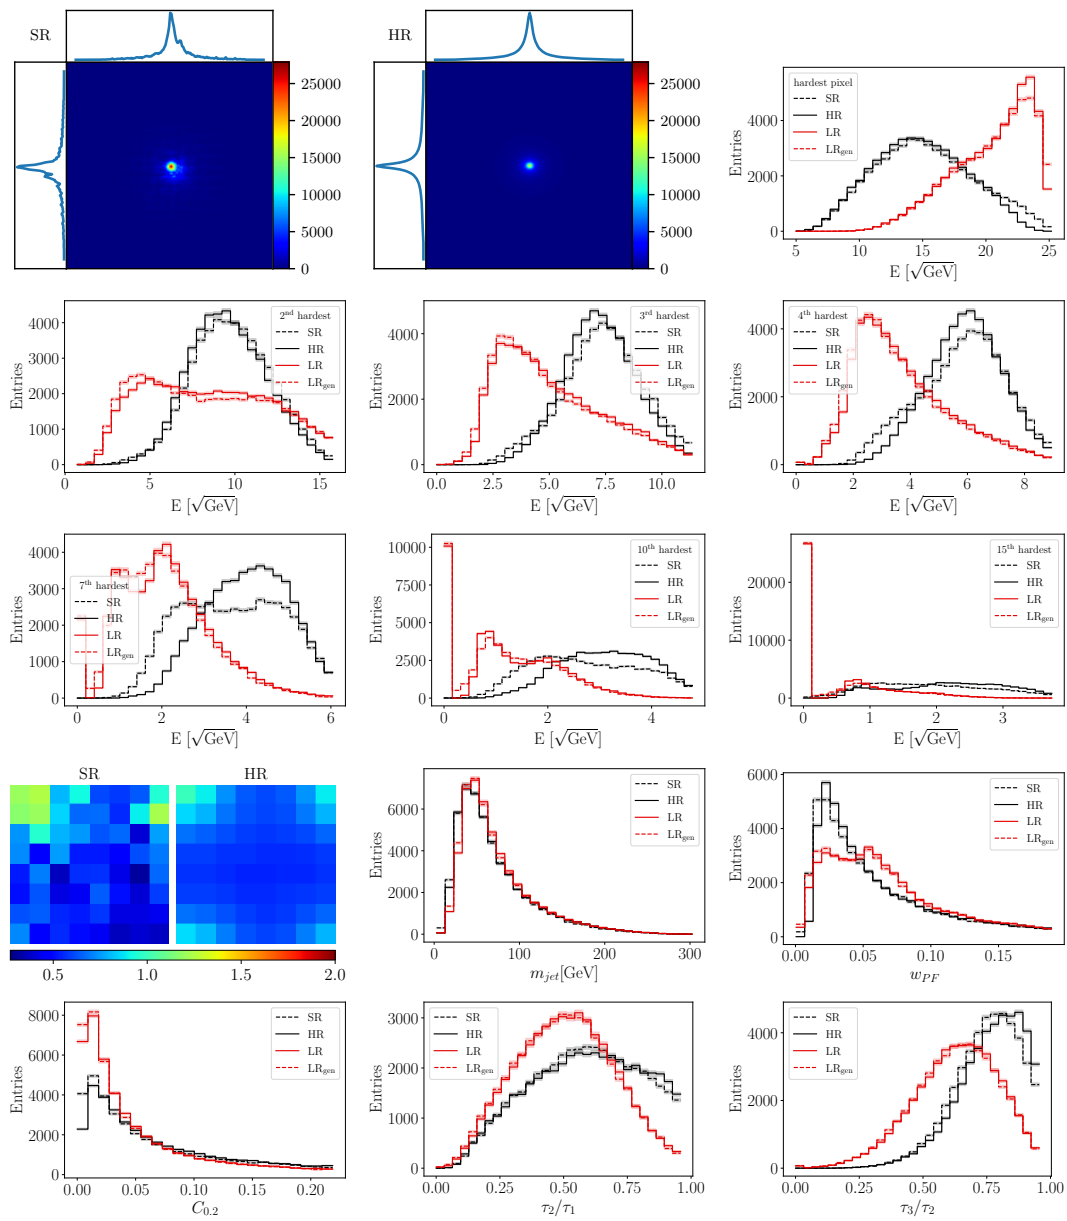 SR
25000
20000
15000
10000
5000
0
HR
25000
20000
15000
10000
5000
0
hardest pixel
SR
HR
LR
LRgen
Entries
4000
2000
0
5
10
15
20
25
E [√GeV]
2nd hardest
SR
HR
LR
LRgen
Entries
4000
3000
2000
1000
0
0
5
10
15
E [√GeV]
3rd hardest
SR
HR
LR
LRgen
Entries
4000
3000
2000
1000
0
0.0
2.5
5.0
7.5
10.0
E [√GeV]
4th hardest
SR
HR
LR
LRgen
Entries
4000
3000
2000
1000
0
0
2
4
6
8
E [√GeV]
7th hardest
SR
HR
LR
LRgen
Entries
4000
3000
2000
1000
0
0
2
4
6
E [√GeV]
10th hardest
SR
HR
LR
LRgen
Entries
10000
7500
5000
2500
0
0
2
4
E [√GeV]
15th hardest
SR
HR
LR
LRgen
Entries
20000
10000
0
0
1
2
3
E [√GeV]
SR
HR
0.5
1.0
1.5
2.0
SR
HR
LR
LRgen
Entries
6000
4000
2000
0
0
100
200
300
mjet[GeV]
SR
HR
LR
LRgen
Entries
6000
4000
2000
0
0.00
0.05
0.10
0.15
wPF
SR
HR
LR
LRgen
Entries
8000
6000
4000
2000
0
0.00
0.05
0.10
0.15
0.20
C0.2
SR
HR
LR
LRgen
Entries
3000
2000
1000
0
0.00
0.25
0.50
0.75
1.00
τ2/τ1
SR
HR
LR
LRgen
Entries
4000
2000
0
0.00
0.25
0.50
0.75
1.00
τ3/τ2